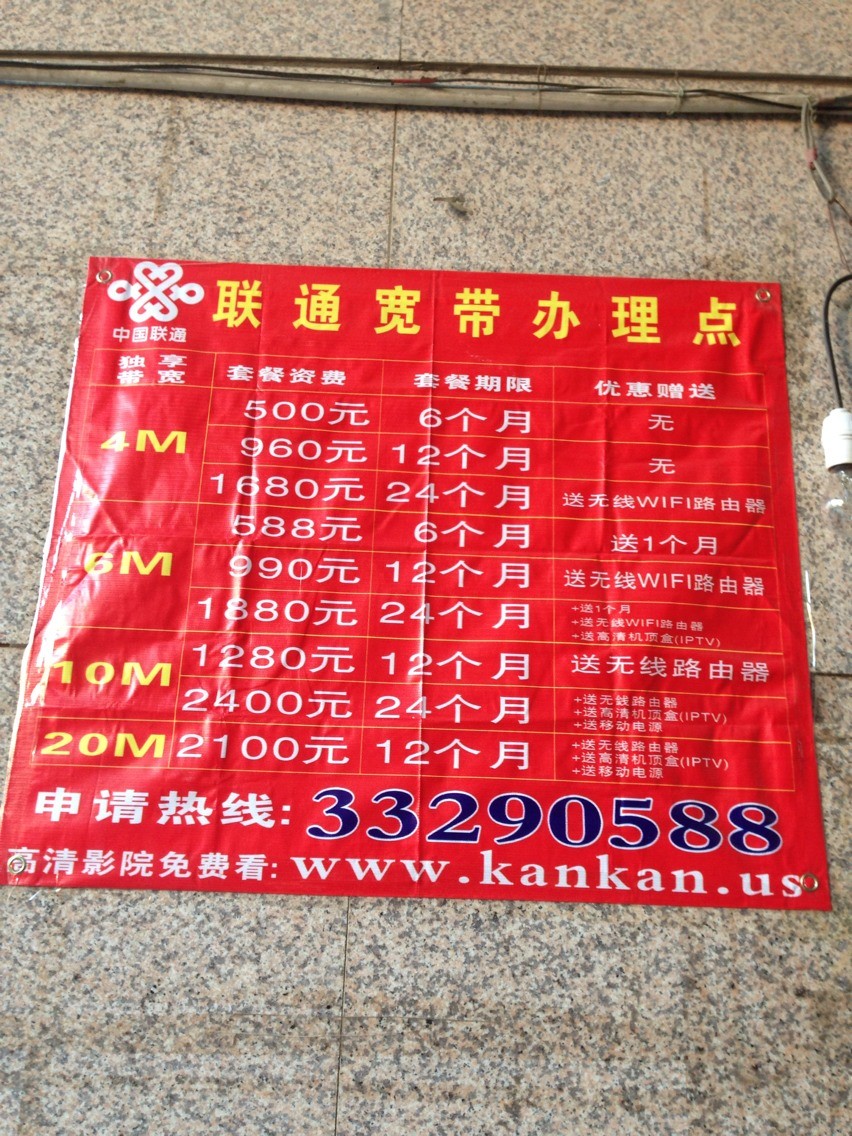 中国联通
联通宽带办理点
独享带宽 套餐资费 套餐期限 优惠赠送
4M 500元 6个月 无
960元 12个月 无
1680元 24个月 送无线WIFI路由器
6M 588元 6个月 送1个月
990元 12个月 送无线WIFI路由器
1880元 24个月 +送1个月
+送无线WIFI路由器
+送高清机顶盒(IPTV)
10M 1280元 12个月 送无线路由器
2400元 24个月 +送无线路由器
+送高清机顶盒(IPTV)
+送移动电源
20M 2100元 12个月 +送无线路由器
+送高清机顶盒(IPTV)
+送移动电源
申请热线: 33290588
高清影院免费看: www.kankan.us